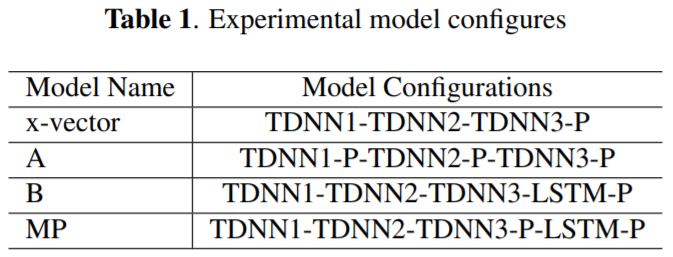 Table 1. Experimental model configures
Model Name Model Configurations
x-vector TDNN1-TDNN2-TDNN3-P
A TDNN1-P-TDNN2-P-TDNN3-P
B TDNN1-TDNN2-TDNN3-LSTM-P
MP TDNN1-TDNN2-TDNN3-P-LSTM-P